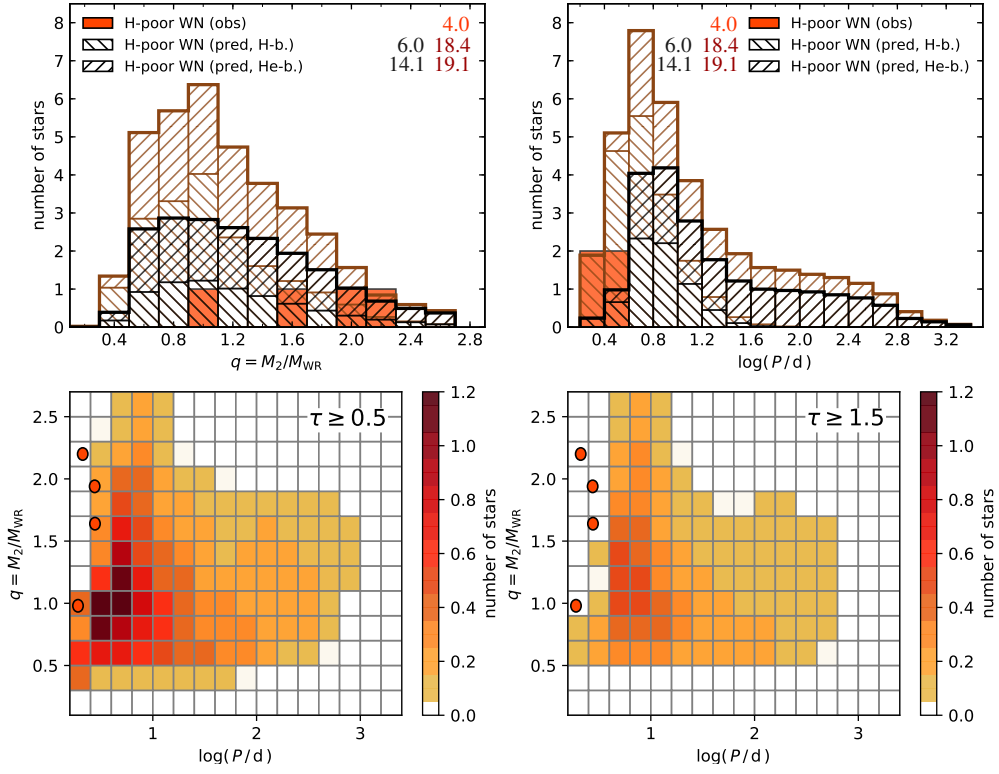 8
7
6
5
4
3
2
1
0
number of stars
H-poor WN (obs)
H-poor WN (pred, H-b.)
H-poor WN (pred, He-b.)
4.0
6.0 18.4
14.1 19.1
0.4 0.8 1.2 1.6 2.0 2.4 2.8
q = M2/MWR
8
7
6
5
4
3
2
1
0
number of stars
4.0
6.0 18.4
14.1 19.1
H-poor WN (obs)
H-poor WN (pred, H-b.)
H-poor WN (pred, He-b.)
0.4 0.8 1.2 1.6 2.0 2.4 2.8 3.2
log(P/d)
2.5
2.0
1.5
1.0
0.5
q = M2/MWR
τ ≥ 0.5
1 2 3
log(P/d)
1.2
1.0
0.8
0.6
0.4
0.2
0.0
number of stars
2.5
2.0
1.5
1.0
0.5
q = M2/MWR
τ ≥ 1.5
1 2 3
log(P/d)
1.2
1.0
0.8
0.6
0.4
0.2
0.0
number of stars